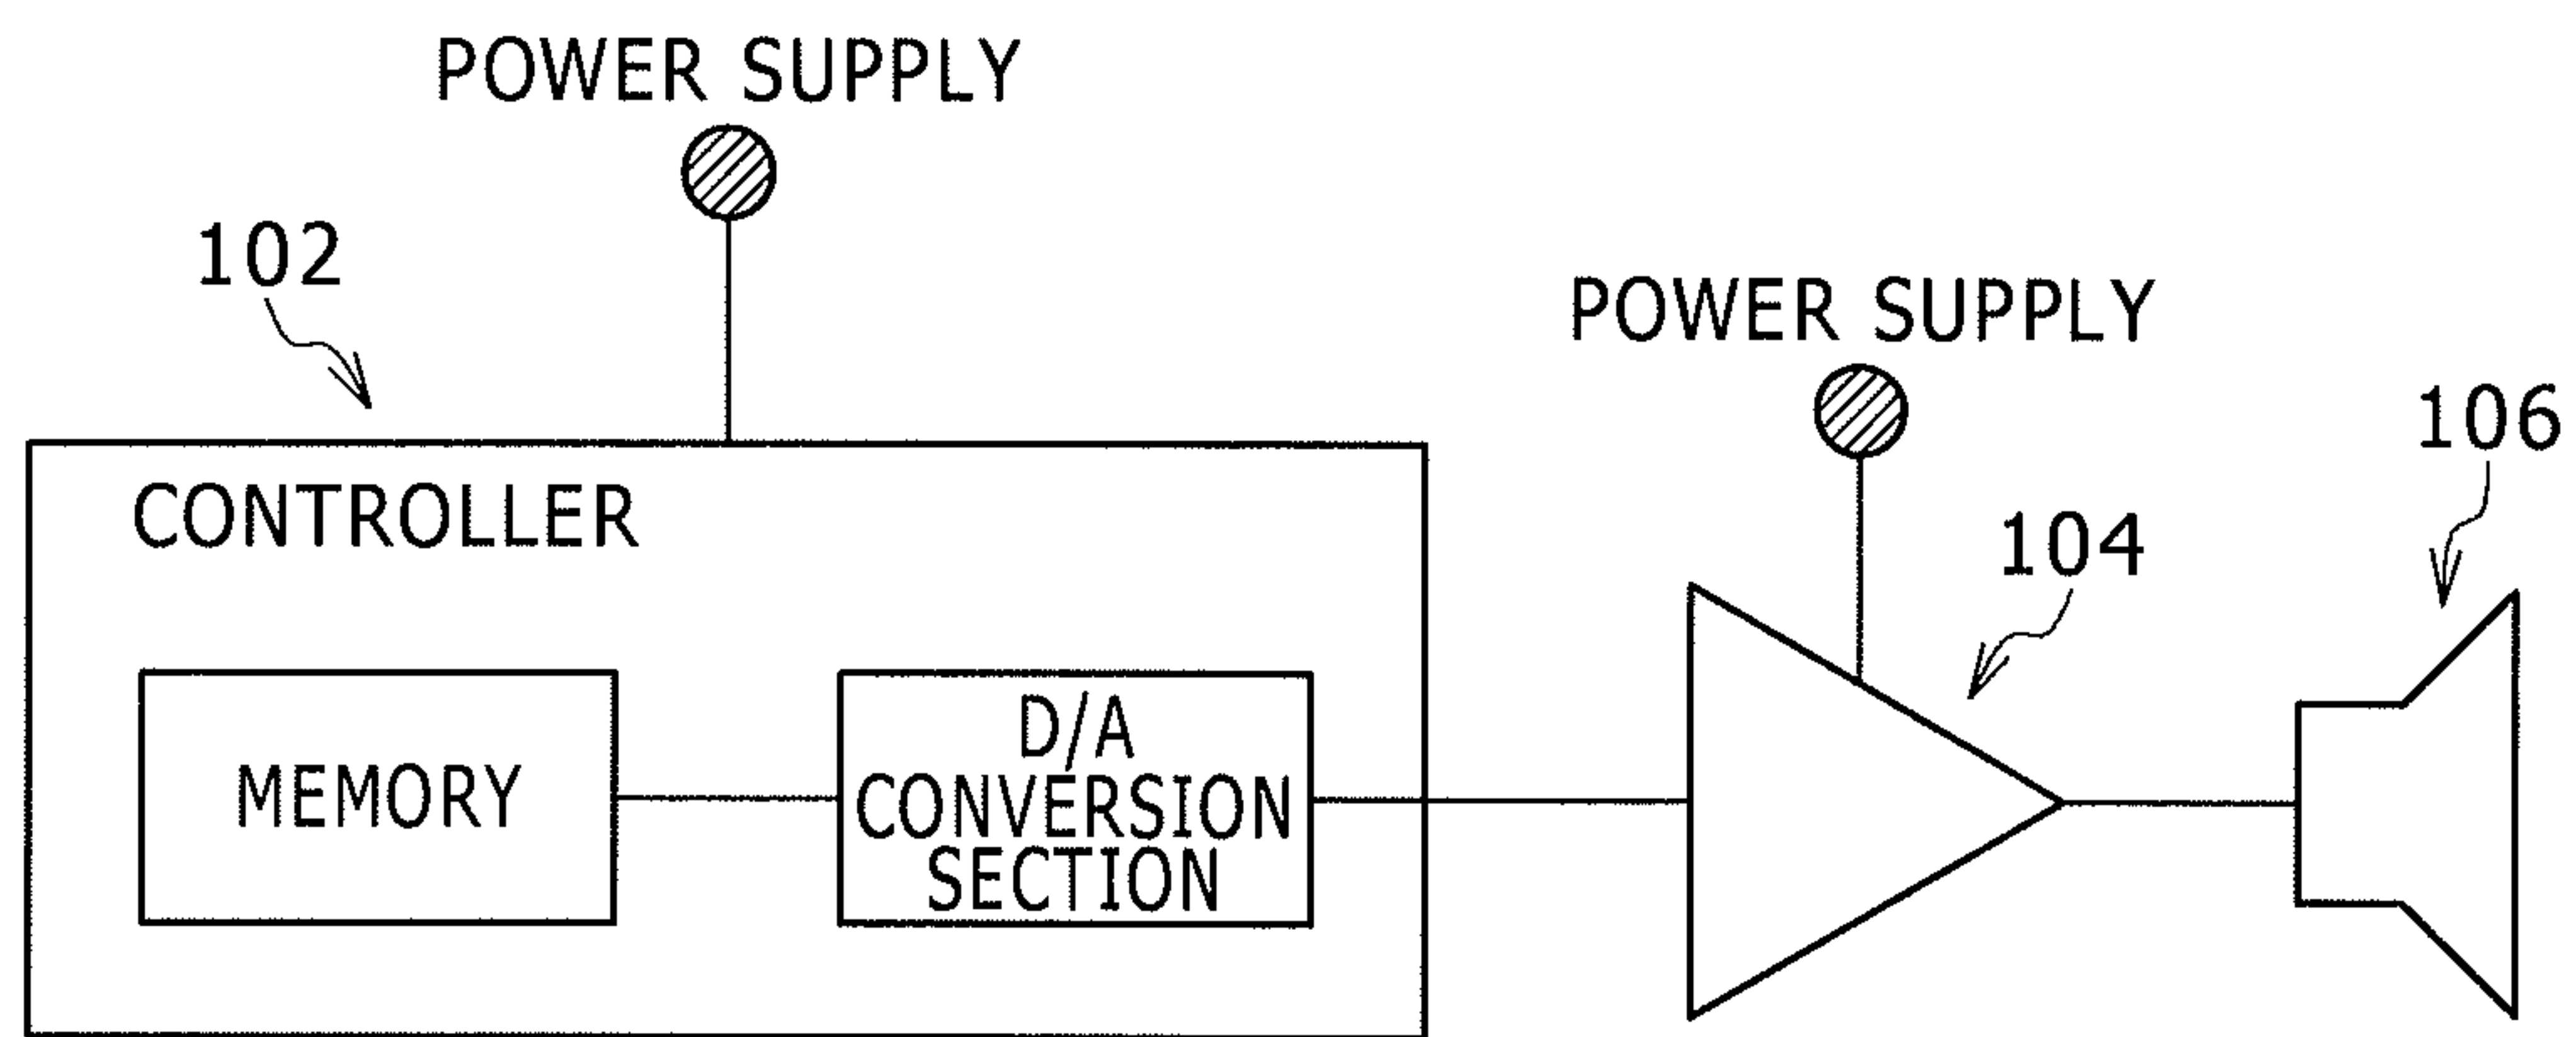 POWER SUPPLY
102
POWER SUPPLY
106
CONTROLLER
104
MEMORY
D/A
CONVERSION
SECTION